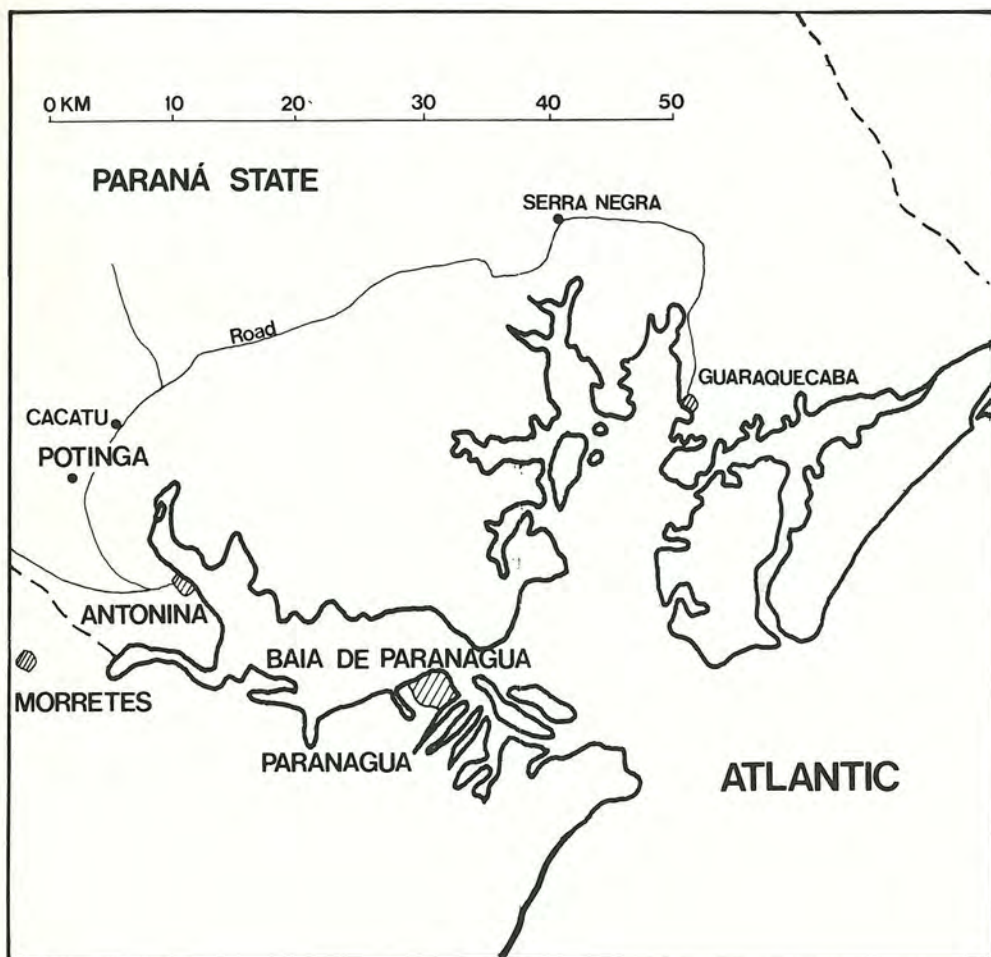 0 KM 10 20 30 40 50
PARANÁ STATE
SERRA NEGRA
Road
GUARAQUECABA
CACATU
POTINGA
ANTONINA
BAIA DE PARANAGUA
MORRETES
PARANAGUA
ATLANTIC